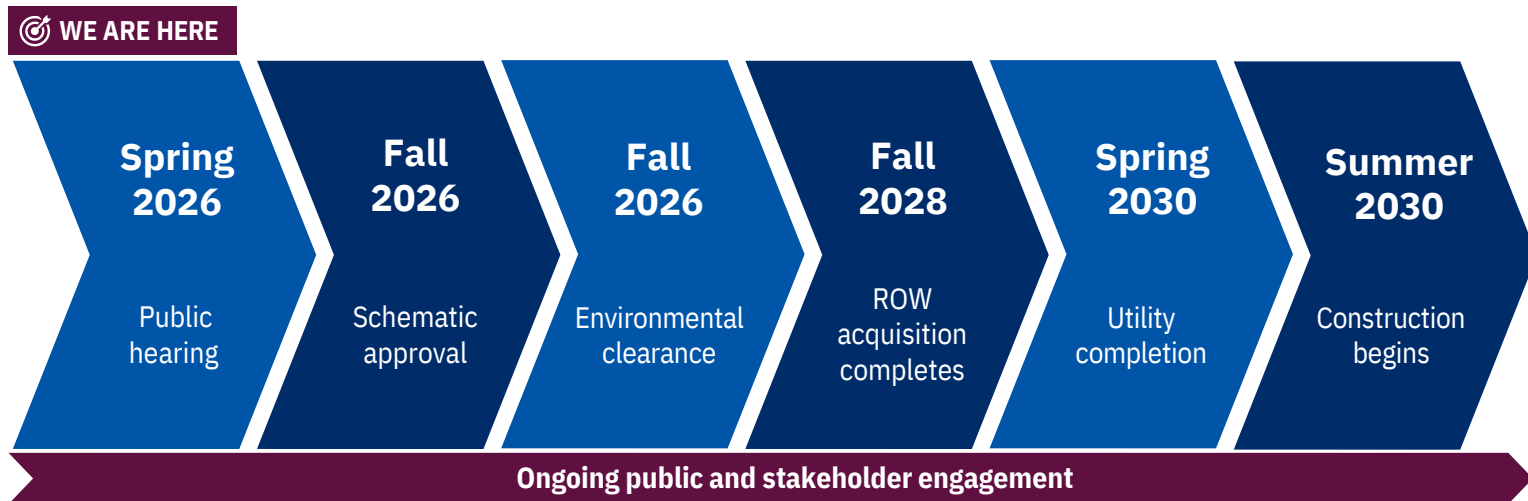 WE ARE HERE
Spring
2026
Public
hearing
Fall
2026
Schematic
approval
Fall
2026
Environmental
clearance
Fall
2028
ROW
acquisition
completes
Spring
2030
Utility
completion
Summer
2030
Construction
begins
Ongoing public and stakeholder engagement